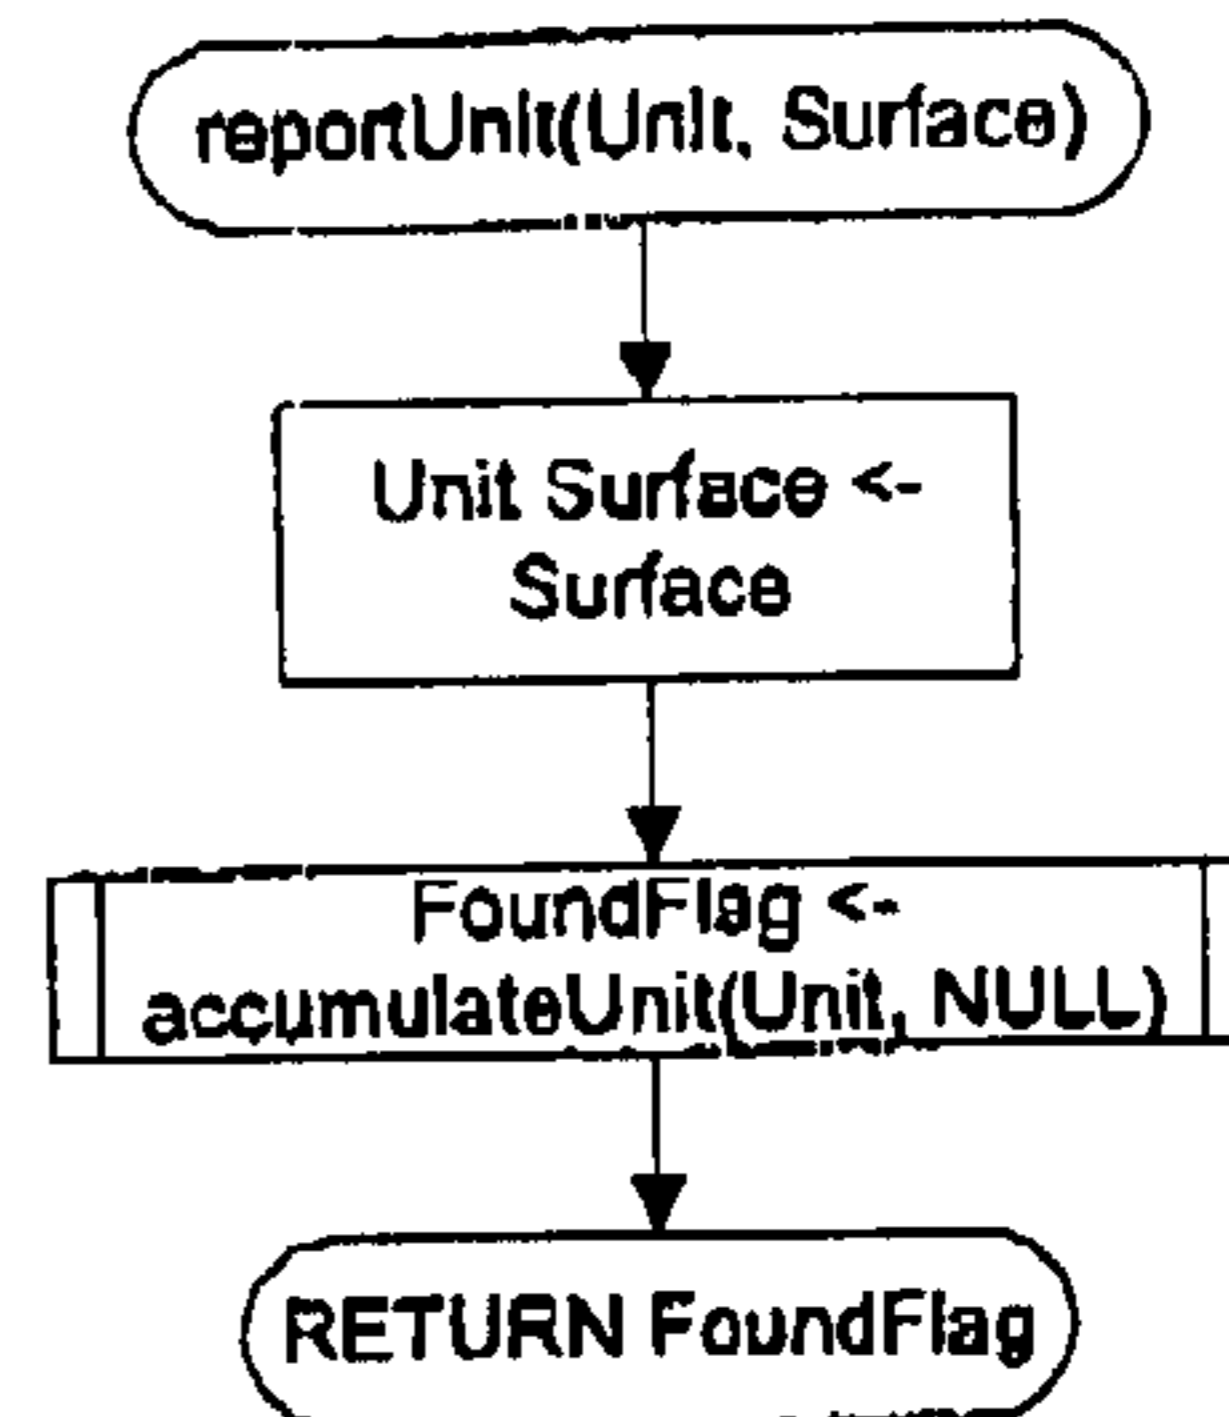 reportUnit(Unit, Surface)
Unit Surface <-
Surface
FoundFlag <-
accumulateUnit(Unit, NULL)
RETURN FoundFlag